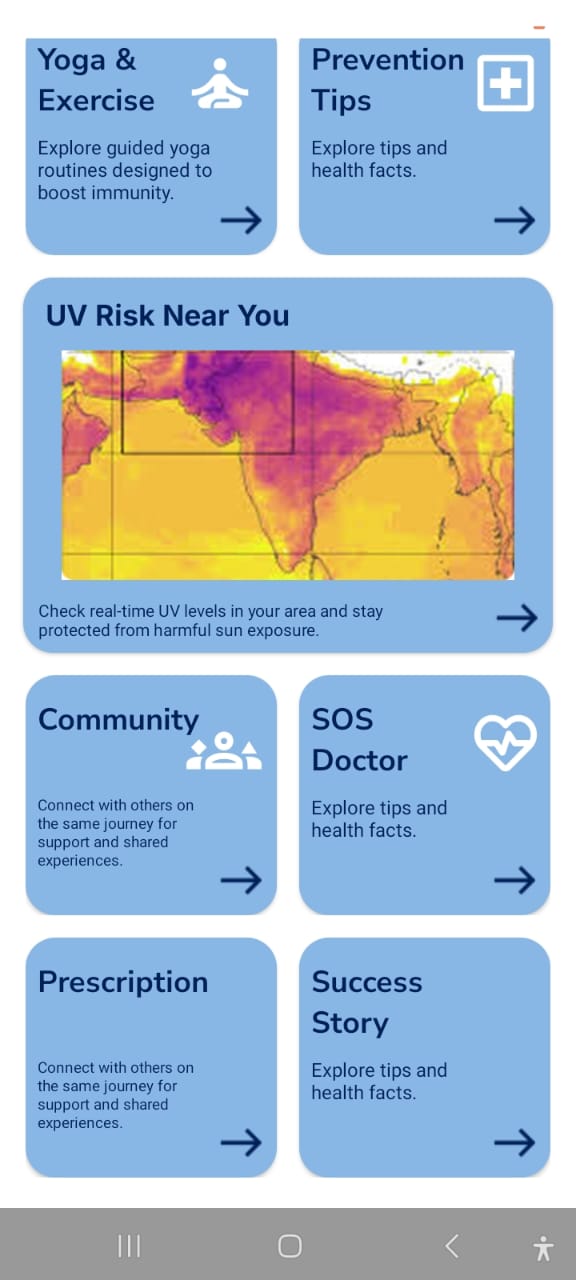 Yoga &
Exercise
Explore guided yoga
routines designed to
boost immunity.
Prevention
Tips
Explore tips and
health facts.
UV Risk Near You
Check real-time UV levels in your area and stay
protected from harmful sun exposure.
Community
Connect with others on
the same journey for
support and shared
experiences.
SOS
Doctor
Explore tips and
health facts.
Prescription
Connect with others on
the same journey for
support and shared
experiences.
Success
Story
Explore tips and
health facts.